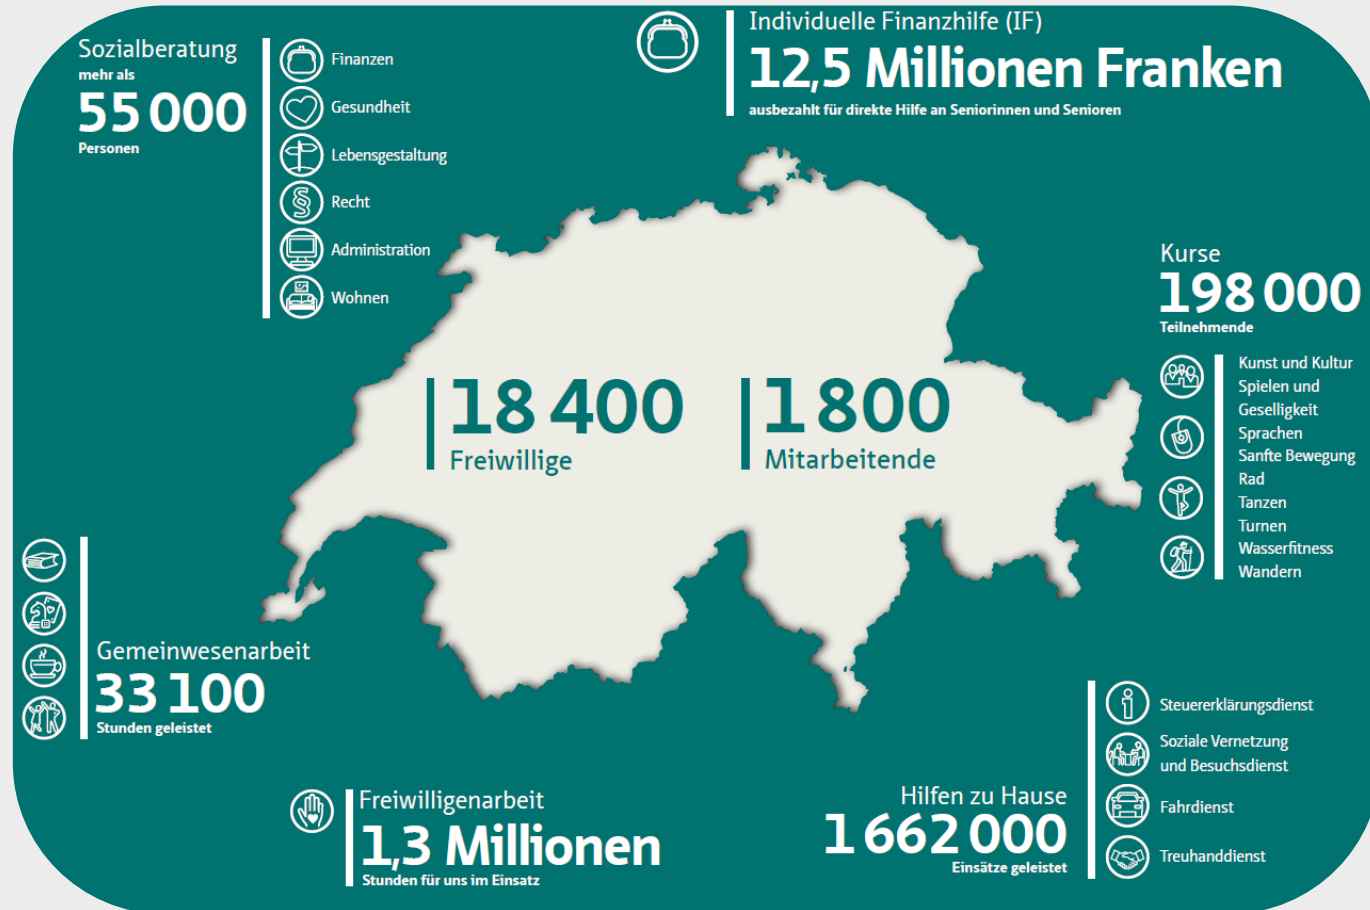 Sozialberatung
mehr als
55 000
Personen
Finanzen
Gesundheit
Lebensgestaltung
Recht
Administration
Wohnen
Individuelle Finanzhilfe (IF)
12,5 Millionen Franken
ausbezahlt für direkte Hilfe an Seniorinnen und Senioren
Kurse
198 000
Teilnehmende
Kunst und Kultur
Spielen und
Geselligkeit
Sprachen
Sanfte Bewegung
Rad
Tanzen
Turnen
Wasserfitness
Wandern
18 400
Freiwillige
1 800
Mitarbeitende
Gemeinwesenarbeit
33 100
Stunden geleistet
Freiwilligenarbeit
1,3 Millionen
Stunden für uns im Einsatz
Hilfen zu Hause
1 662 000
Einsätze geleistet
Steuererklärungsdienst
Soziale Vernetzung
und Besuchsdienst
Fahrdienst
Treuhanddienst